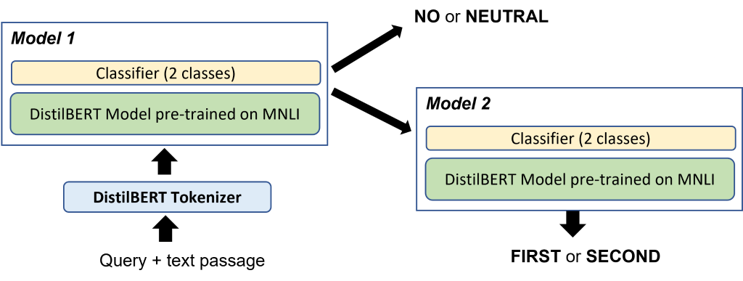 NO or NEUTRAL
Model 1
Classifier (2 classes)
DistilBERT Model pre-trained on MNLI
DistilBERT Tokenizer
Query + text passage
Model 2
Classifier (2 classes)
DistilBERT Model pre-trained on MNLI
FIRST or SECOND